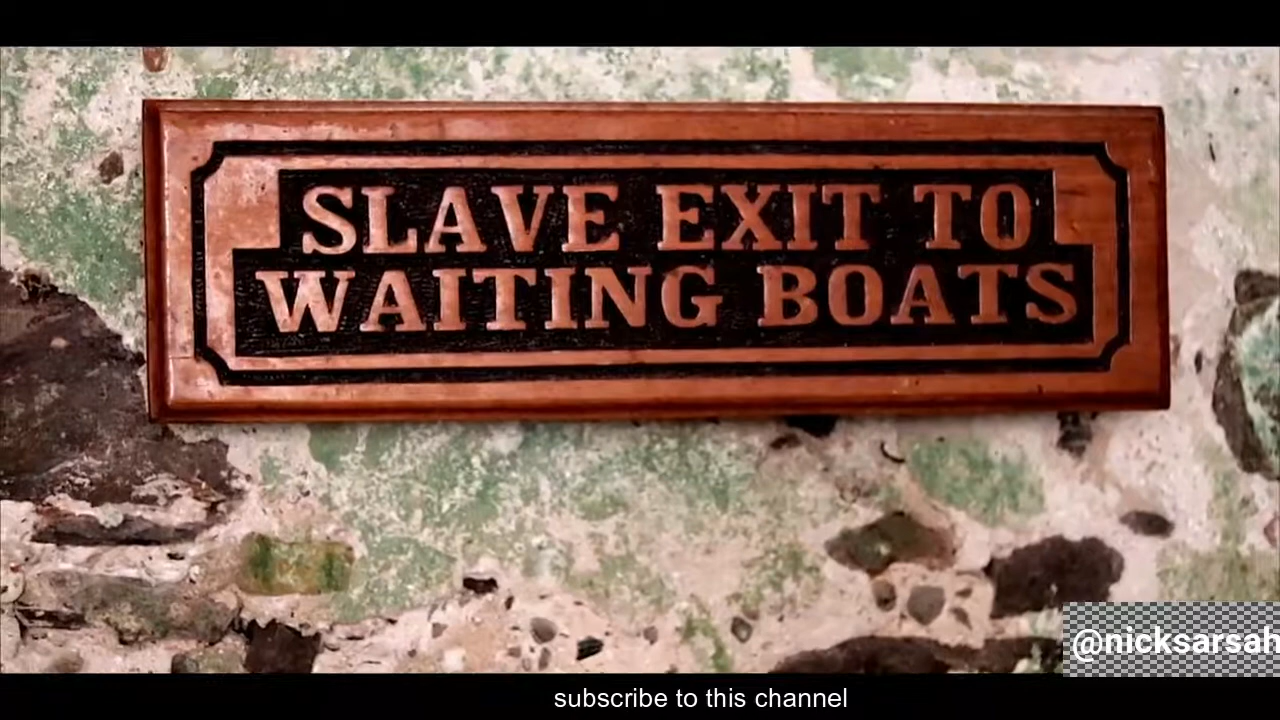 SLAVE EXIT TO
WAITING BOATS
@nicksarsah
subscribe to this channel